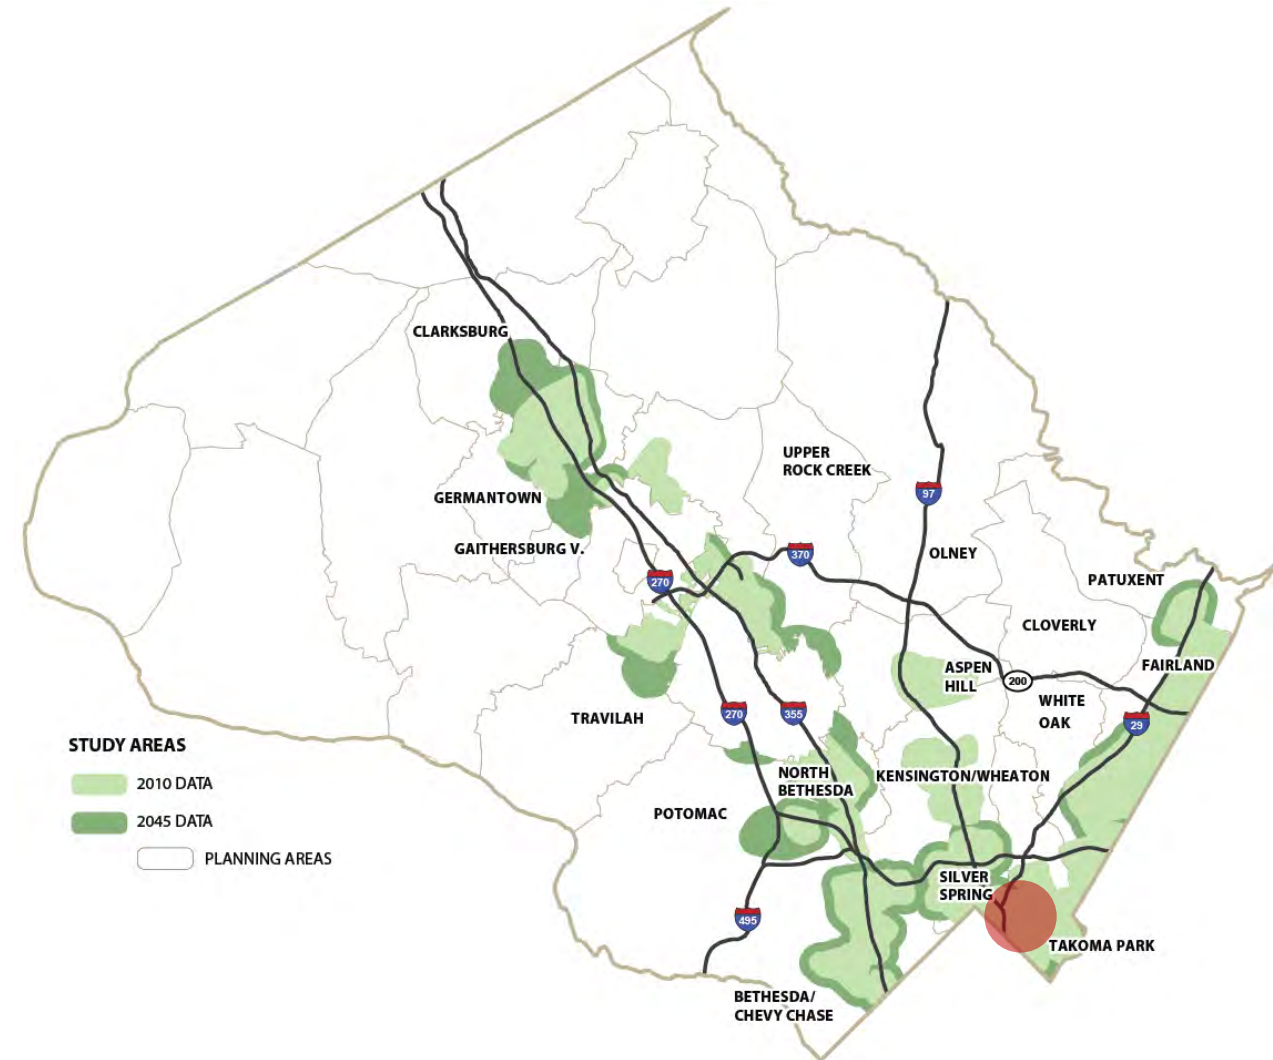 CLARKSBURG
UPPER
ROCK CREEK
GERMANTOWN
97
GAITHERSBURG V.
OLNEY
370
270
PATUXENT
CLOVERLY
ASPEN
HILL
FAIRLAND
200
WHITE
OAK
TRAVILAH
270
355
29
STUDY AREAS
2010 DATA
2045 DATA
PLANNING AREAS
NORTH
BETHESDA
KENSINGTON/WHEATON
POTOMAC
SILVER
SPRING
495
TAKOMA PARK
BETHESDA/
CHEVY CHASE